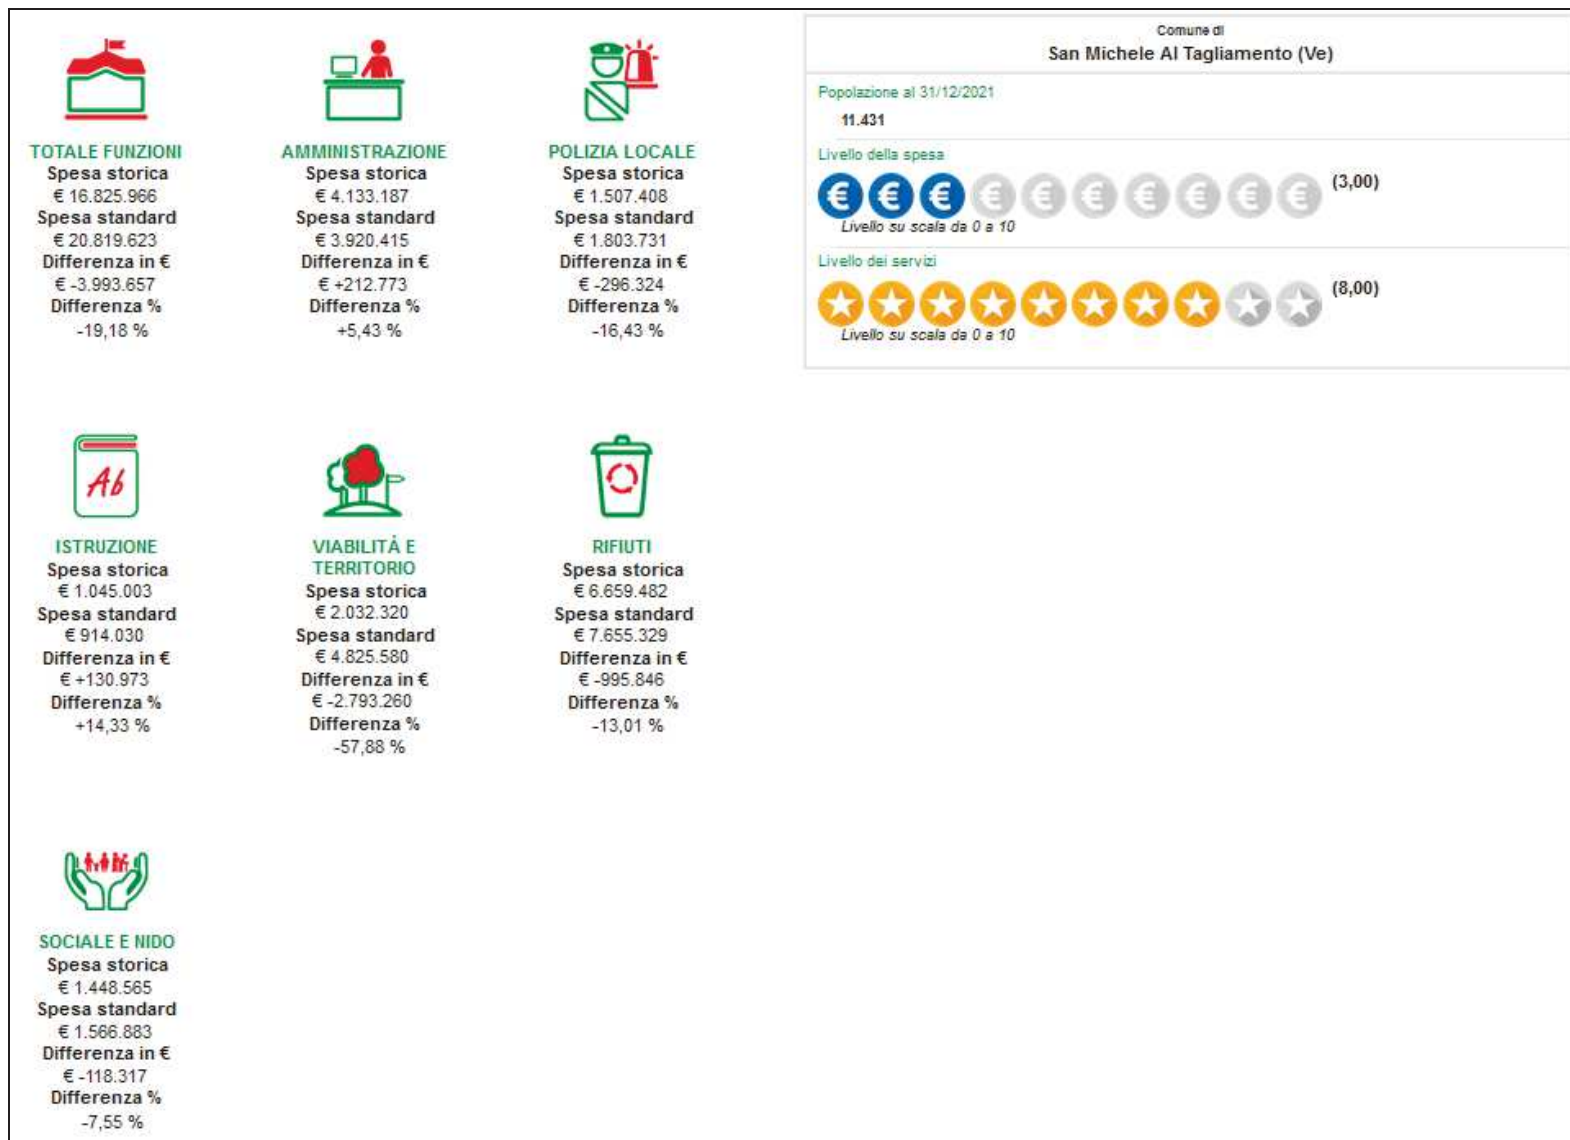 TOTALE FUNZIONI
Spesa storica
€ 16.825.966
Spesa standard
€ 20.819.623
Differenza in €
€ -3.993.657
Differenza %
-19,18 %
AMMINISTRAZIONE
Spesa storica
€ 4.133.187
Spesa standard
€ 3.920.415
Differenza in €
€ +212.773
Differenza %
+5,43 %
POLIZIA LOCALE
Spesa storica
€ 1.507.408
Spesa standard
€ 1.803.731
Differenza in €
€ -296.324
Differenza %
-16,43 %
Comune di
San Michele Al Tagliamento (Ve)
Popolazione al 31/12/2021
11.431
Livello della spesa
€ € € € € € € € € € (3,00)
Livello su scala da 0 a 10
Livello dei servizi
(8,00)
Livello su scala da 0 a 10
Ab
ISTRUZIONE
Spesa storica
€ 1.045.003
Spesa standard
€ 914.030
Differenza in €
€ +130.973
Differenza %
+14,33 %
VIABILITÀ E
TERRITORIO
Spesa storica
€ 2.032.320
Spesa standard
€ 4.825.580
Differenza in €
€ -2.793.260
Differenza %
-57,88 %
RIFIUTI
Spesa storica
€ 6.659.482
Spesa standard
€ 7.655.329
Differenza in €
€ -995.846
Differenza %
-13,01 %
SOCIALE E NIDO
Spesa storica
€ 1.448.565
Spesa standard
€ 1.566.883
Differenza in €
€ -118.317
Differenza %
-7,55 %